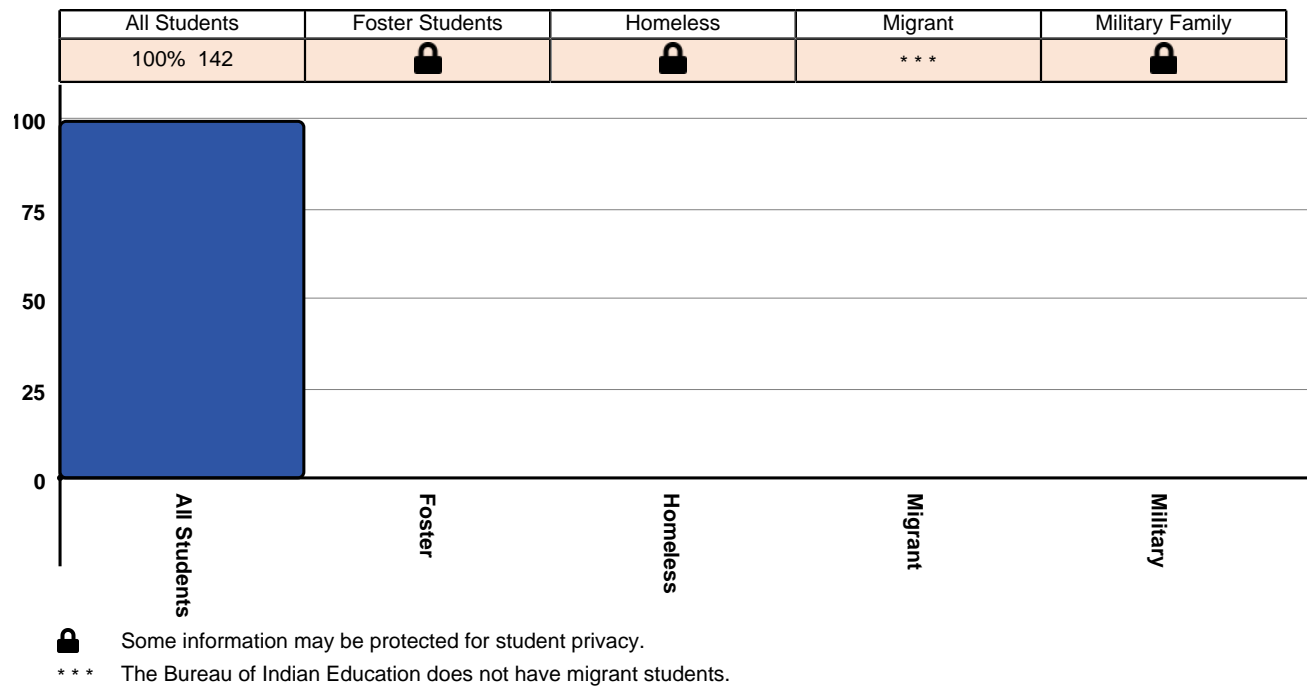 All Students Foster Students Homeless Migrant Military Family
100% 142 * * *
100
75
50
25
0
All Students Foster Homeless Migrant Military
Some information may be protected for student privacy.
* * * The Bureau of Indian Education does not have migrant students.